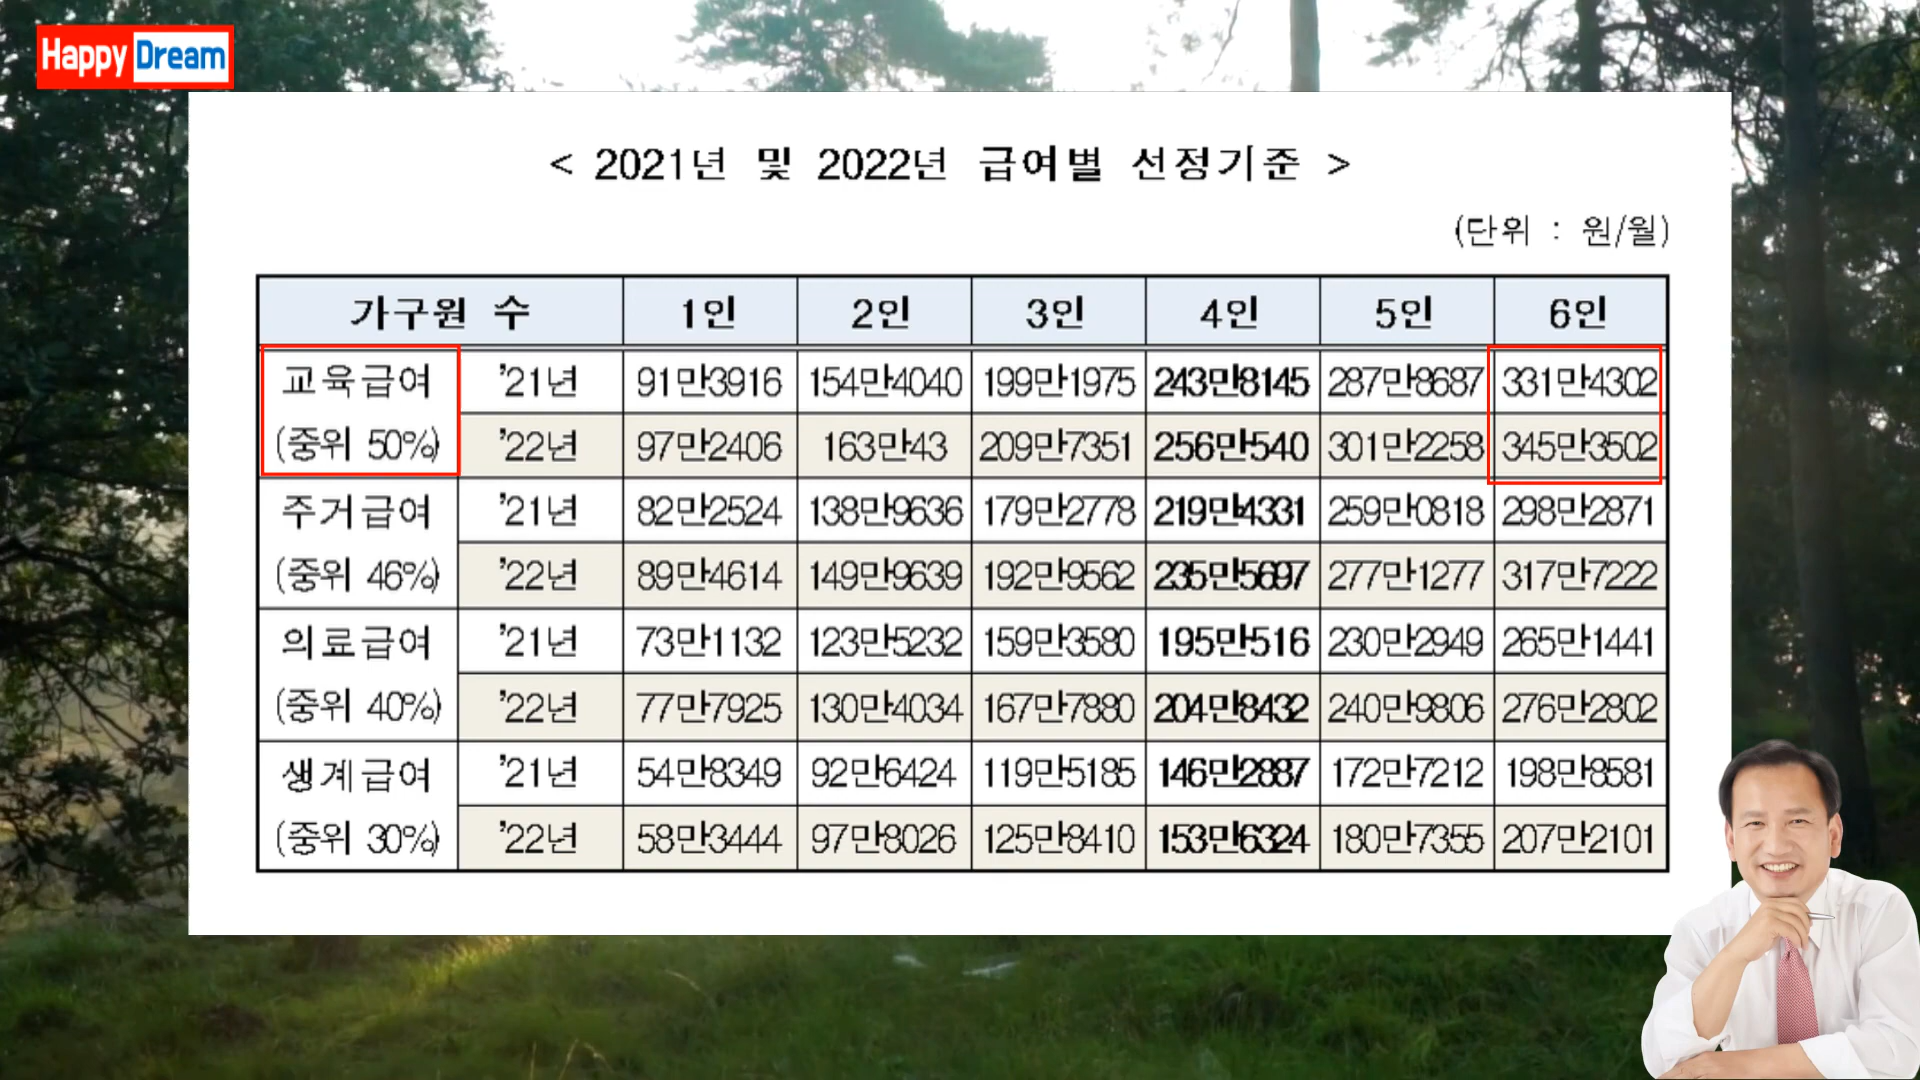 Happy Dream
< 2021년 및 2022년 급여별 선정기준 >
(단위 : 원/월)
가구원 수 1인 2인 3인 4인 5인 6인
교육급여 '21년 91만3916 154만4040 199만1975 243만8145 287만8687 331만4302
(중위 50%) '22년 97만2406 163만43 209만7351 256만540 301만2258 345만3502
주거급여 '21년 82만2524 138만9636 179만2778 219만4331 259만0818 298만2871
(중위 46%) '22년 89만4614 149만9639 192만9562 235만5697 277만1277 317만7222
의료급여 '21년 73만1132 123만5232 159만3580 195만516 230만2949 265만1441
(중위 40%) '22년 77만7925 130만4034 167만7880 204만8432 240만9806 276만2802
생계급여 '21년 54만8349 92만6424 119만5185 146만2887 172만7212 198만8581
(중위 30%) '22년 58만3444 97만8026 125만8410 153만6324 180만7355 207만2101